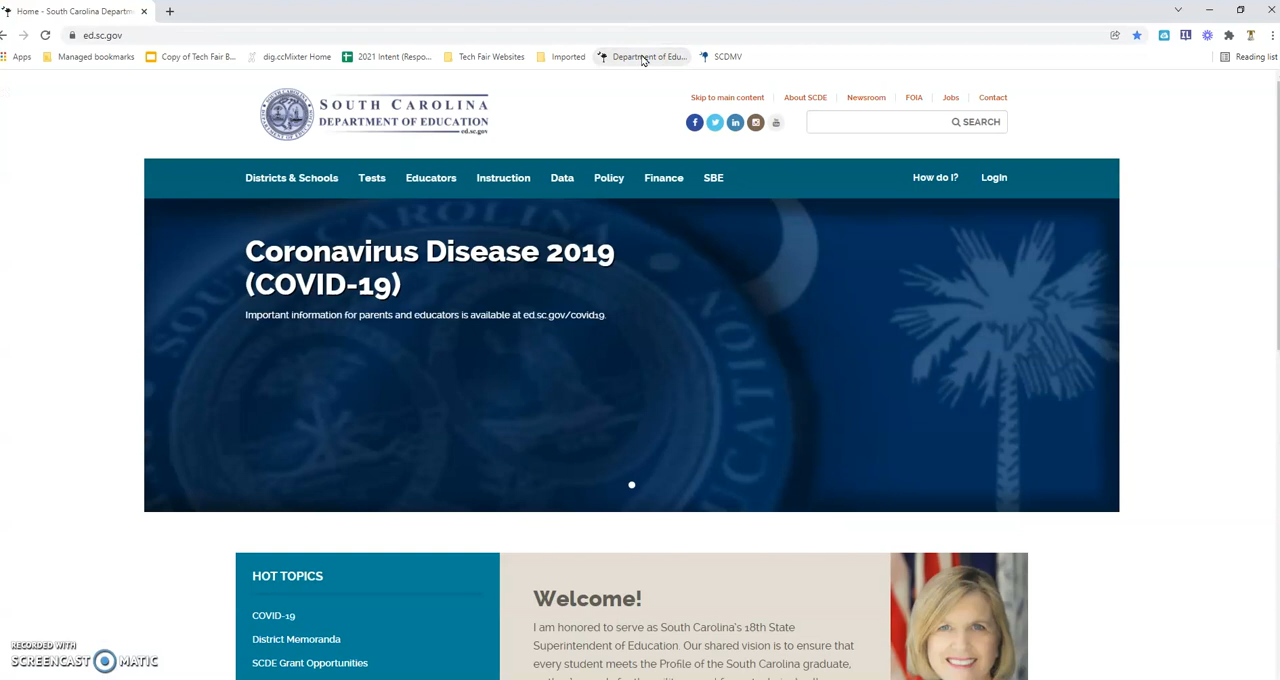 Home - South Carolina Departm
ed.sc.gov
Apps
Managed bookmarks
Copy of Tech Fair B...
dig.ccMixter Home
2021 Intent (Respo...
Tech Fair Websites
Imported
Department of Edu...
SCDMV
Reading list
SOUTH CAROLINA
DEPARTMENT OF EDUCATION
ed.sc.gov
Skip to main content
About SCDE
Newsroom
FOIA
Jobs
Contact
SEARCH
Districts & Schools
Tests
Educators
Instruction
Data
Policy
Finance
SBE
How do I?
Login
Coronavirus Disease 2019
(COVID-19)
Important information for parents and educators is available at ed.sc.gov/covid19.
HOT TOPICS
COVID-19
District Memoranda
SCDE Grant Opportunities
Welcome!
I am honored to serve as South Carolina's 18th State
Superintendent of Education. Our shared vision is to ensure that
every student meets the Profile of the South Carolina graduate,
RECORDED WITH
SCREENCAST MATIC